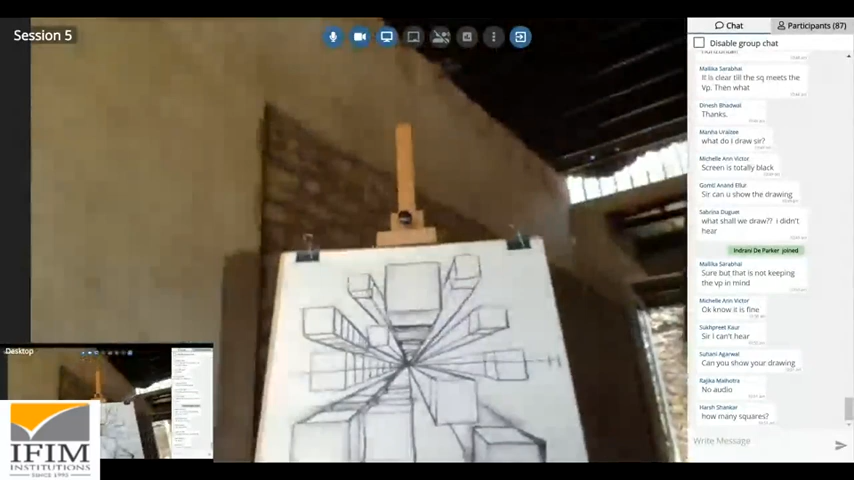 Session 5
Chat
Participants (87)
Disable group chat
Mallika Sarabhai
It is clear till the sq meets the
Vp. Then what
Dinesh Bhadwal
Thanks.
what do I draw sir?
Michelle Ann Victor
Screen is totally black
Gomti Anand Ellur
Sir can u show the drawing
Sabrina Duguet
what shall we draw?? i didn't
hear
Indrani De Parker joined
Mallika Sarabhai
Sure but that is not keeping
the vp in mind
Michelle Ann Victor
Ok know it is fine
Sukhpreet Kaur
Sir I can't hear
Suhani Agarwal
Can you show your drawing
Rajika Malhotra
No audio
Harsh Shankar
how many squares?
Write Message
Desktop
IFIM
INSTITUTIONS